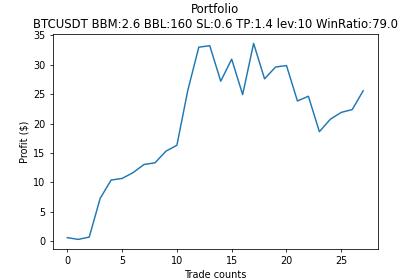 Portfolio
BTCUSDT BBM:2.6 BBL:160 SL:0.6 TP:1.4 lev:10 WinRatio:79.0
35
30
25
20
15
10
5
0
Profit ($)
0 5 10 15 20 25
Trade counts